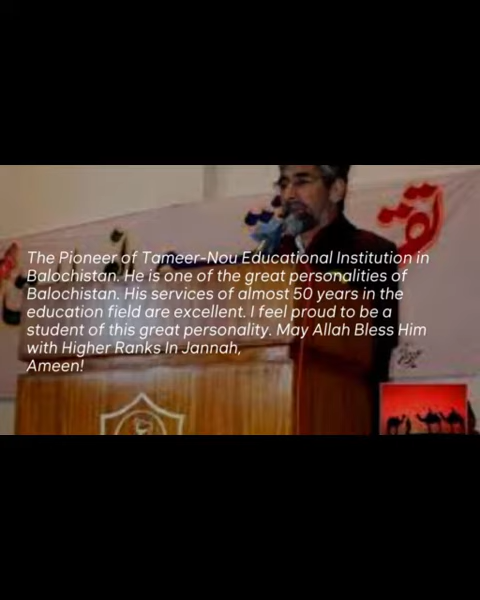 The Pioneer of Tameer-Nou Educational Institution in
Balochistan. He is one of the great personalities of
Balochistan. His services of almost 50 years in the
education field are excellent. I feel proud to be a
student of this great personality. May Allah Bless Him
with Higher Ranks In Jannah,
Ameen!